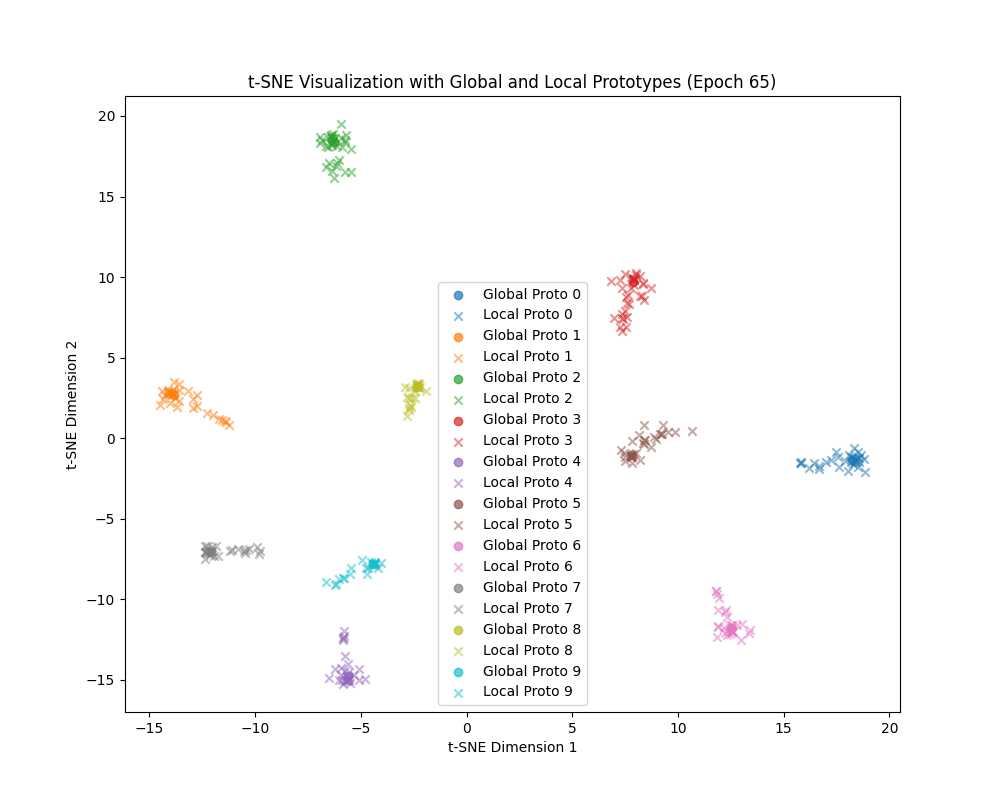 t-SNE Visualization with Global and Local Prototypes (Epoch 65)
20
15
10
5
0
−5
−10
−15
t-SNE Dimension 2
Global Proto 0
Local Proto 0
Global Proto 1
Local Proto 1
Global Proto 2
Local Proto 2
Global Proto 3
Local Proto 3
Global Proto 4
Local Proto 4
Global Proto 5
Local Proto 5
Global Proto 6
Local Proto 6
Global Proto 7
Local Proto 7
Global Proto 8
Local Proto 8
Global Proto 9
Local Proto 9
−15 −10 −5 0 5 10 15 20
t-SNE Dimension 1